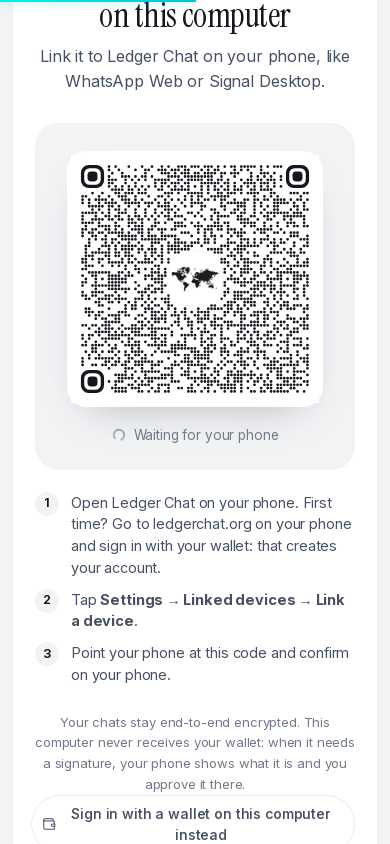 on this computer
Link it to Ledger Chat on your phone, like
WhatsApp Web or Signal Desktop.
Waiting for your phone
1 Open Ledger Chat on your phone. First
time? Go to ledgerchat.org on your phone
and sign in with your wallet: that creates
your account.
2 Tap Settings → Linked devices → Link
a device.
3 Point your phone at this code and confirm
on your phone.
Your chats stay end-to-end encrypted. This
computer never receives your wallet: when it needs
a signature, your phone shows what it is and you
approve it there.
Sign in with a wallet on this computer
instead